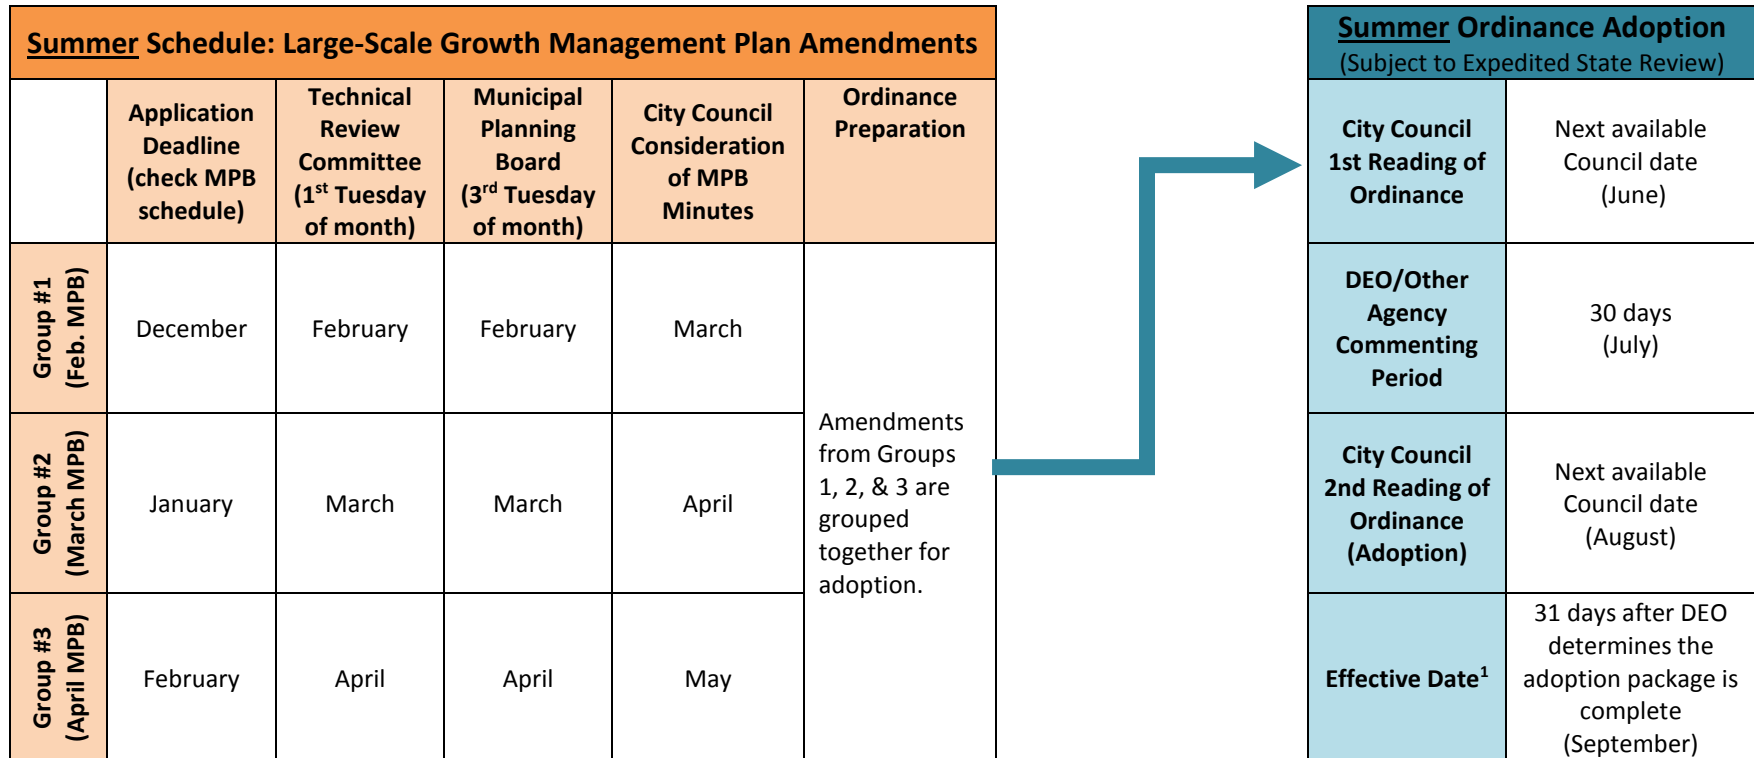 Summer Schedule: Large-Scale Growth Management Plan Amendments
Application
Deadline
(check MPB
schedule)
Technical
Review
Committee
(1st Tuesday
of month)
Municipal
Planning
Board
(3rd Tuesday
of month)
City Council
Consideration
of MPB
Minutes
Ordinance
Preparation
Group #1
(Feb. MPB)
December
February
February
March
Group #2
(March MPB)
January
March
March
April
Group #3
(April MPB)
February
April
April
May
Amendments
from Groups
1, 2, & 3 are
grouped
together for
adoption.
Summer Ordinance Adoption
(Subject to Expedited State Review)
City Council
1st Reading of
Ordinance
Next available
Council date
(June)
DEO/Other
Agency
Commenting
Period
30 days
(July)
City Council
2nd Reading of
Ordinance
(Adoption)
Next available
Council date
(August)
Effective Date1
31 days after DEO
determines the
adoption package is
complete
(September)